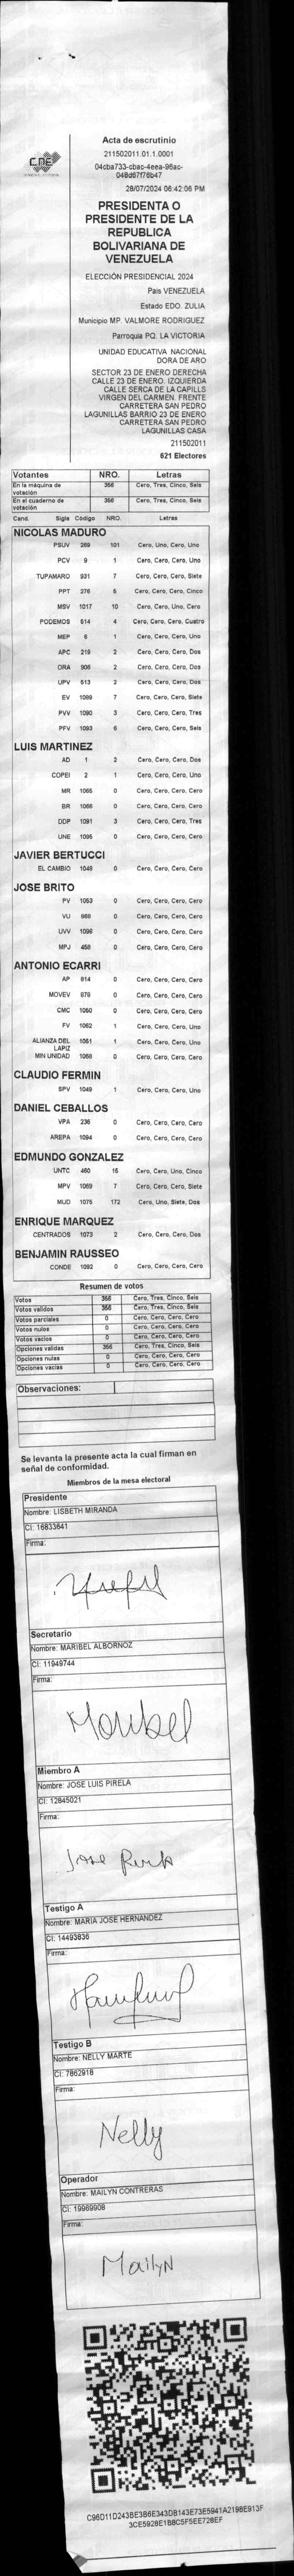 CNE
Acta de escrutinio
211502011.01.1.0001
04cba733-cbac-4eea-96ac-
048d67f76b47
28/07/2024 06:42:06 PM
PRESIDENTA O
PRESIDENTE DE LA
REPUBLICA
BOLIVARIANA DE
VENEZUELA
ELECCIÓN PRESIDENCIAL 2024
País VENEZUELA
Estado EDO. ZULIA
Municipio MP. VALMORE RODRIGUEZ
Parroquia PQ. LA VICTORIA
UNIDAD EDUCATIVA NACIONAL
DORA DE ARO
SECTOR 23 DE ENERO DERECHA
CALLE 23 DE ENERO. IZQUIERDA
CALLE SERCA DE LA CAPILLS
VIRGEN DEL CARMEN. FRENTE
CARRETERA SAN PEDRO
LAGUNILLAS BARRIO 23 DE ENERO
CARRETERA SAN PEDRO
LAGUNILLAS CASA
211502011
621 Electores
Votantes NRO. Letras
En la máquina de votación 366 Cero, Tres, Cinco, Seis
En el cuaderno de votación 356 Cero, Tres, Cinco, Seis
Cand. Sigla Código NRO. Letras
NICOLAS MADURO
PSUV 269 101 Cero, Uno, Cero, Uno
PCV 9 1 Cero, Cero, Cero, Uno
TUPAMARO 931 7 Cero, Cero, Cero, Siete
PPT 276 5 Cero, Cero, Cero, Cinco
MSV 1017 10 Cero, Cero, Uno, Cero
PODEMOS 514 4 Cero, Cero, Cero, Cuatro
MEP 6 1 Cero, Cero, Cero, Uno
APC 219 2 Cero, Cero, Cero, Dos
ORA 906 2 Cero, Cero, Cero, Dos
UPV 513 2 Cero, Cero, Cero, Dos
EV 1089 7 Cero, Cero, Cero, Siete
PVV 1090 3 Cero, Cero, Cero, Tres
PFV 1093 6 Cero, Cero, Cero, Seis
LUIS MARTINEZ
AD 1 2 Cero, Cero, Cero, Dos
COPEI 2 1 Cero, Cero, Cero, Uno
MR 1065 0 Cero, Cero, Cero, Cero
BR 1066 0 Cero, Cero, Cero, Cero
DDP 1091 3 Cero, Cero, Cero, Tres
UNE 1095 0 Cero, Cero, Cero, Cero
JAVIER BERTUCCI
EL CAMBIO 1048 0 Cero, Cero, Cero, Cero
JOSE BRITO
PV 1053 0 Cero, Cero, Cero, Cero
VU 968 0 Cero, Cero, Cero, Cero
UVV 1096 0 Cero, Cero, Cero, Cero
MPJ 458 0 Cero, Cero, Cero, Cero
ANTONIO ECARRI
AP 914 0 Cero, Cero, Cero, Cero
MOVEV 979 0 Cero, Cero, Cero, Cero
CMC 1050 0 Cero, Cero, Cero, Cero
FV 1062 1 Cero, Cero, Cero, Uno
ALIANZA DEL LAPIZ 1051 1 Cero, Cero, Cero, Uno
MIN UNIDAD 1068 0 Cero, Cero, Cero, Cero
CLAUDIO FERMIN
SPV 1049 1 Cero, Cero, Cero, Uno
DANIEL CEBALLOS
VPA 236 0 Cero, Cero, Cero, Cero
AREPA 1094 0 Cero, Cero, Cero, Cero
EDMUNDO GONZALEZ
UNTC 460 15 Cero, Cero, Uno, Cinco
MPV 1069 7 Cero, Cero, Cero, Siete
MUD 1075 172 Cero, Uno, Siete, Dos
ENRIQUE MARQUEZ
CENTRADOS 1073 2 Cero, Cero, Cero, Dos
BENJAMIN RAUSSEO
CONDE 1092 0 Cero, Cero, Cero, Cero
Resumen de votos
Votos 356 Cero, Tres, Cinco, Seis
Votos validos 356 Cero, Tres, Cinco, Seis
Votos parciales 0 Cero, Cero, Cero, Cero
Votos nulos 0 Cero, Cero, Cero, Cero
Votos vacios 0 Cero, Cero, Cero, Cero
Opciones validas 356 Cero, Tres, Cinco, Seis
Opciones nulas 0 Cero, Cero, Cero, Cero
Opciones vacias 0 Cero, Cero, Cero, Cero
Observaciones:
Se levanta la presente acta la cual firman en
señal de conformidad.
Miembros de la mesa electoral
Presidente
Nombre: LISBETH MIRANDA
CI: 16833641
Firma:
Secretario
Nombre: MARIBEL ALBORNOZ
CI: 11949744
Firma:
Maribel
Miembro A
Nombre: JOSE LUIS PIRELA
CI: 12845021
Firma:
Jose
Testigo A
Nombre: MARIA JOSE HERNANDEZ
CI: 14493836
Firma:
Testigo B
Nombre: NELLY MARTE
CI: 7862918
Firma:
Nelly
Operador
Nombre: MAILYN CONTRERAS
CI: 19969908
Firma:
MailyN
C96D11D243BE3B6E343DB143E73E5941A2198E913F
3CE5928E1B8C5F5EE728EF